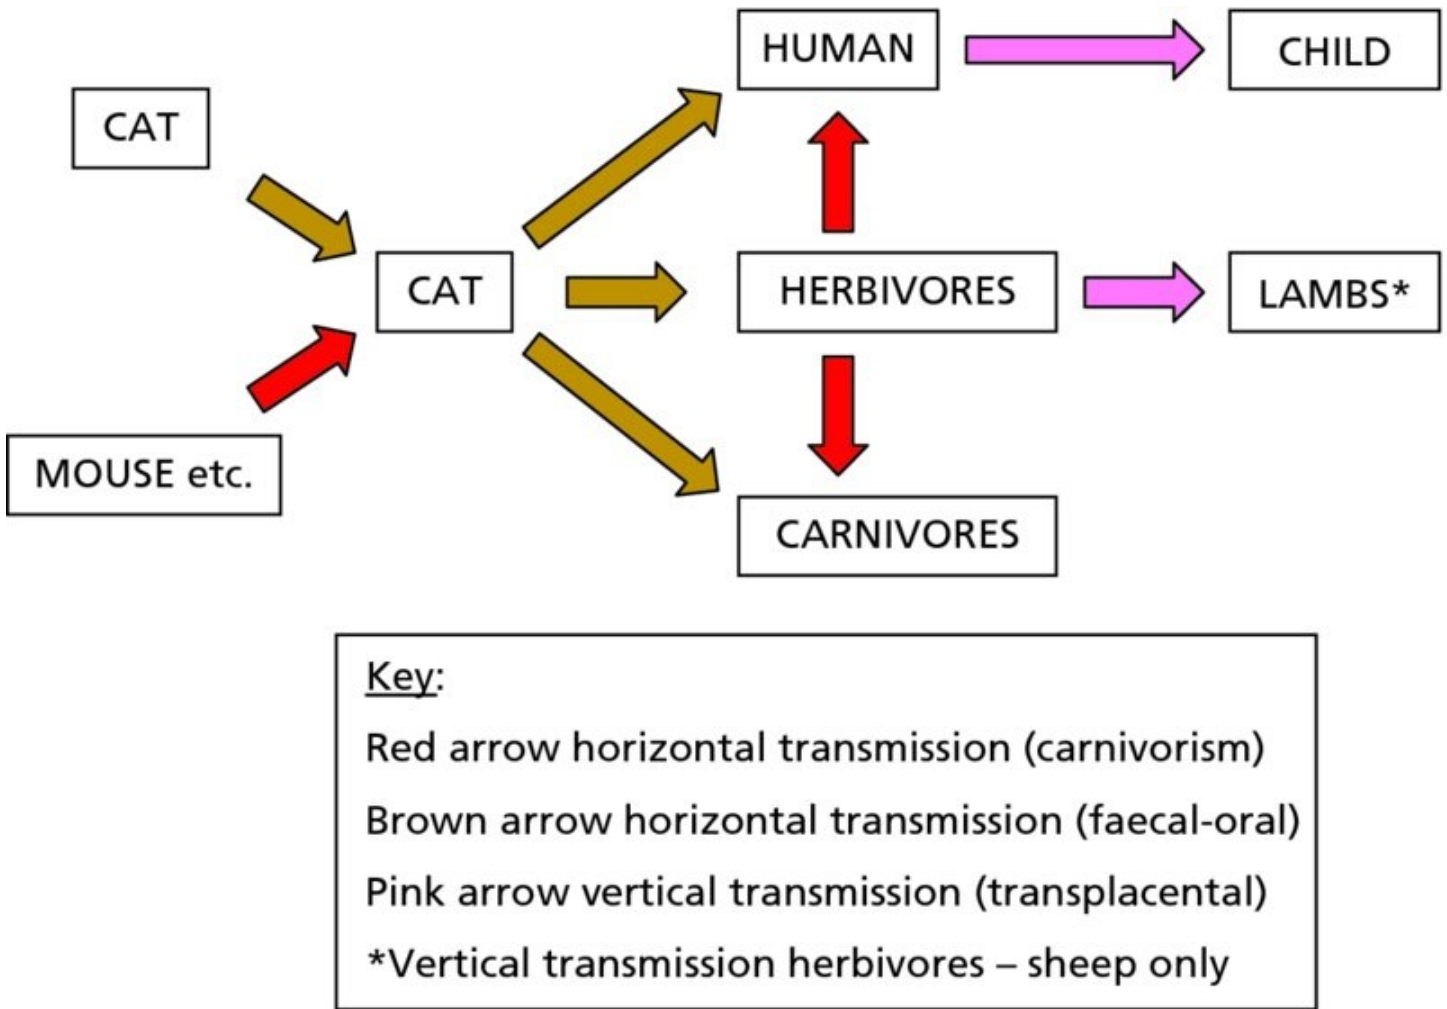 HUMAN
CHILD
CAT
CAT
HERBIVORES
LAMBS*
MOUSE etc.
CARNIVORES
Key:
Red arrow horizontal transmission (carnivorism)
Brown arrow horizontal transmission (faecal-oral)
Pink arrow vertical transmission (transplacental)
*Vertical transmission herbivores – sheep only